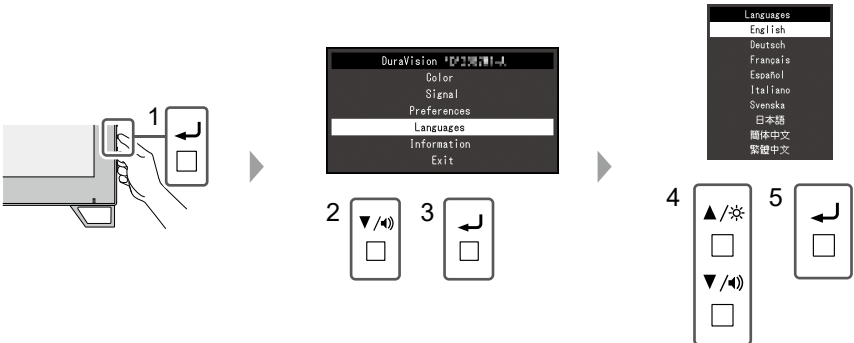 1
DuraVision
Color
Signal
Preferences
Languages
Information
Exit
2
3
Languages
English
Deutsch
Français
Español
Italiano
Svenska
日本語
簡体中文
繁體中文
4
5